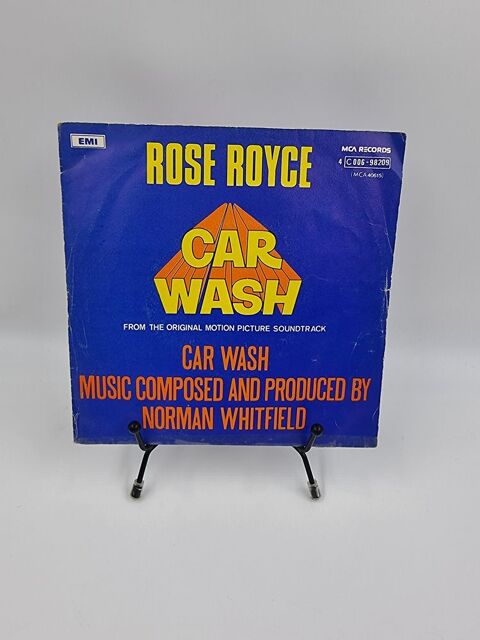 EMI
ROSE ROYCE
MCA RECORDS
4 C 006-98209
(MCA 40615)
CAR
WASH
FROM THE ORIGINAL MOTION PICTURE SOUNDTRACK
CAR WASH
MUSIC COMPOSED AND PRODUCED BY
NORMAN WHITFIELD